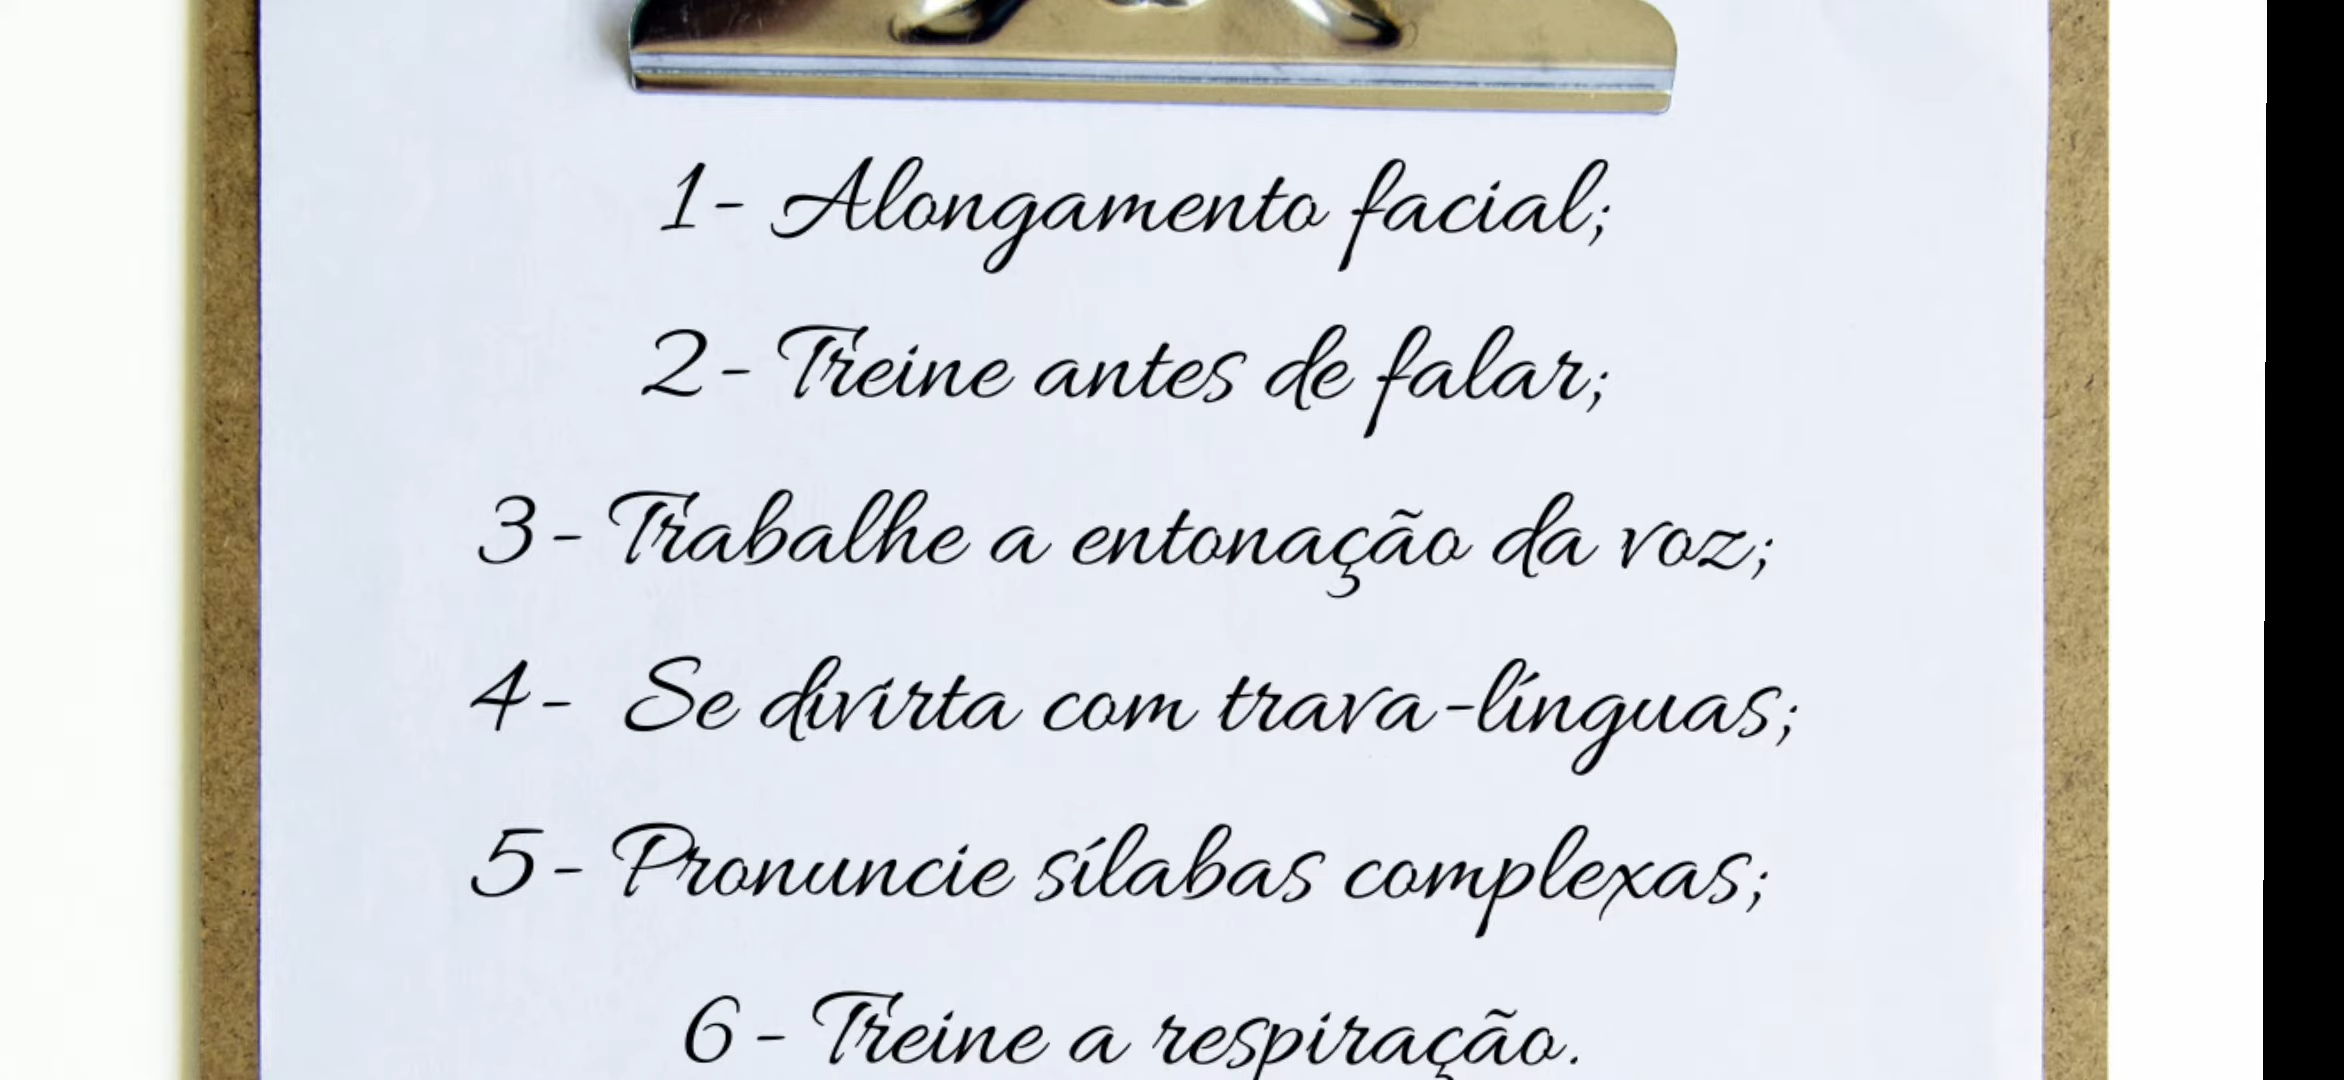 1- Alongamento facial;
2- Treine antes de falar;
3- Trabalhe a entonação da voz;
4- Se divirta com trava-línguas;
5- Pronuncie sílabas complexas;
6- Treine a respiração.